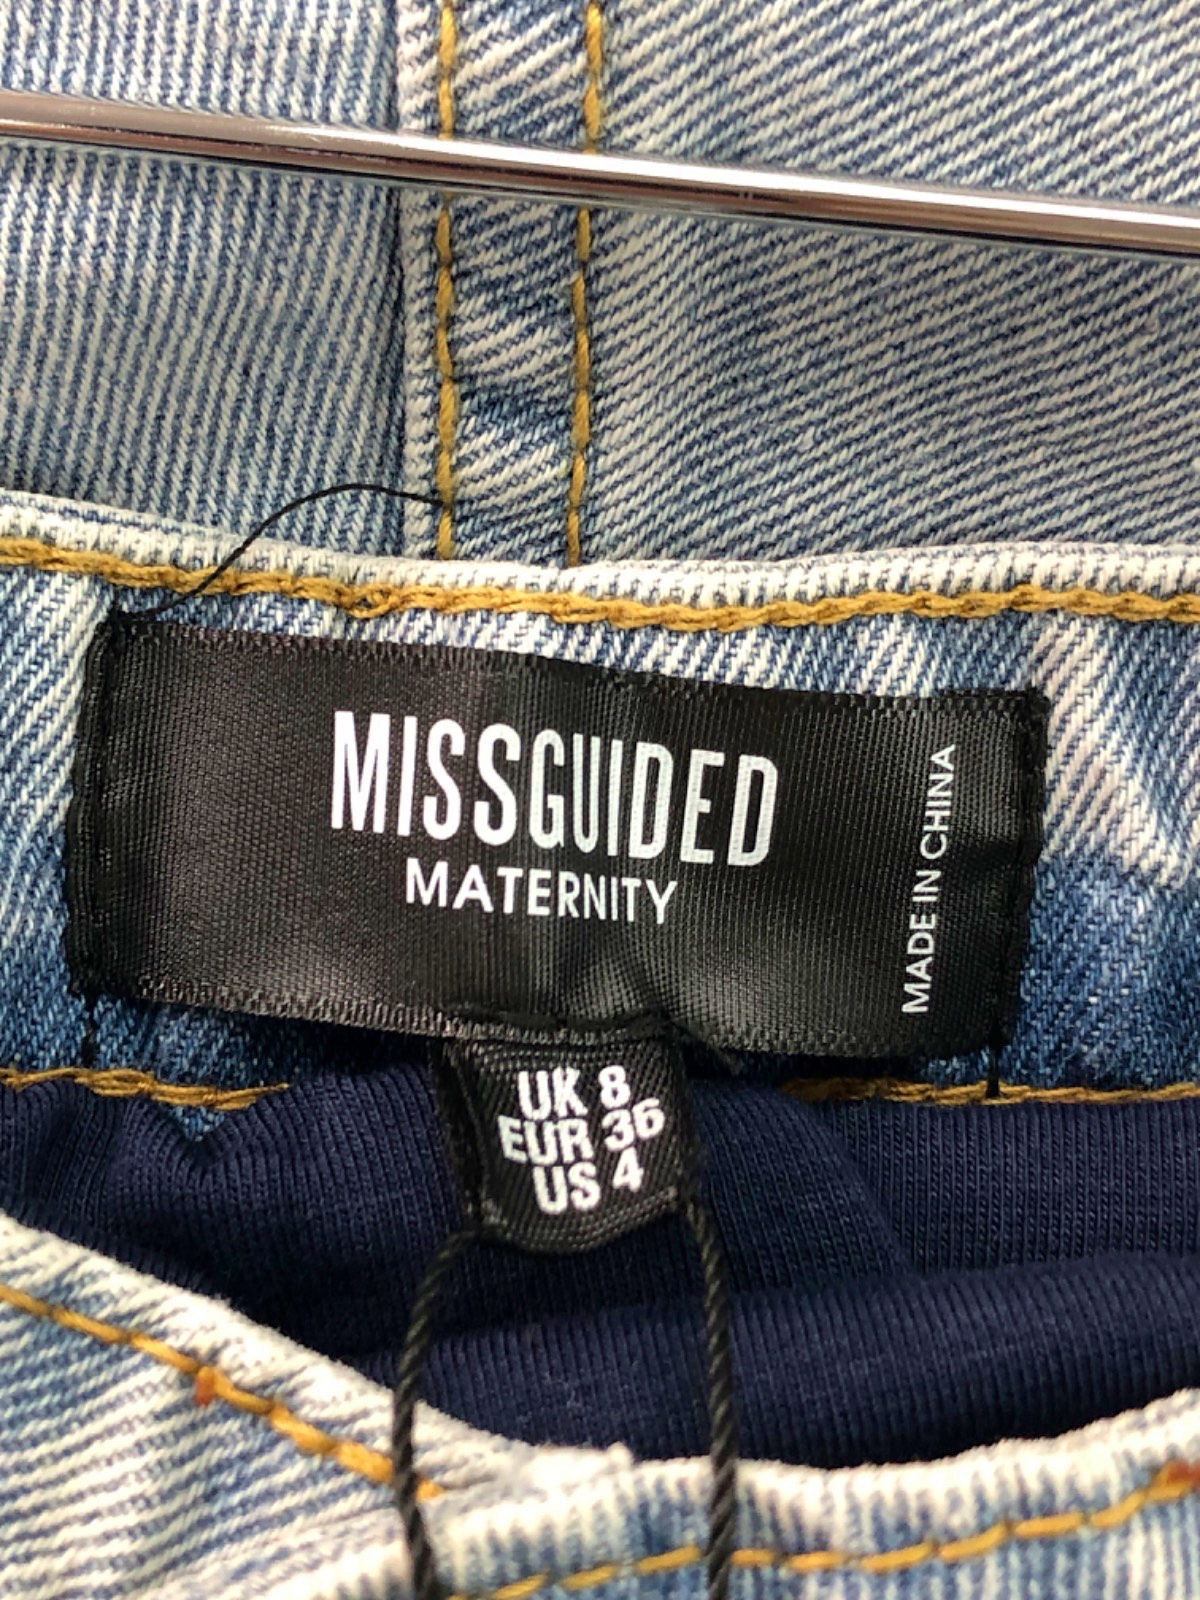 MISSGUIDED
MATERNITY
MADE IN CHINA
UK 8
EUR 36
US 4